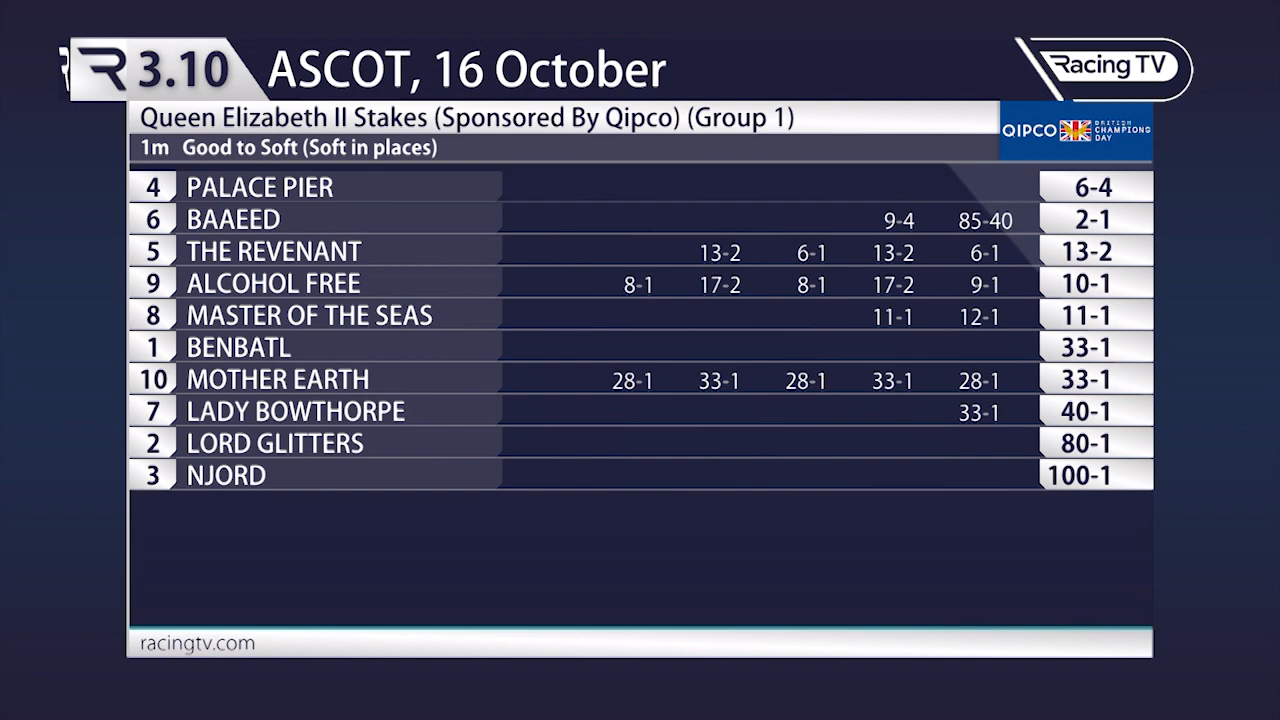 R 3.10 ASCOT, 16 October
Racing TV
Queen Elizabeth II Stakes (Sponsored By Qipco) (Group 1)
1m Good to Soft (Soft in places)
QIPCO BRITISH CHAMPIONS DAY
4 PALACE PIER 6-4
6 BAAEED 9-4 85-40 2-1
5 THE REVENANT 13-2 6-1 13-2 6-1 13-2
9 ALCOHOL FREE 8-1 17-2 8-1 17-2 9-1 10-1
8 MASTER OF THE SEAS 11-1 12-1 11-1
1 BENBATL 33-1
10 MOTHER EARTH 28-1 33-1 28-1 33-1 28-1 33-1
7 LADY BOWTHORPE 33-1 40-1
2 LORD GLITTERS 80-1
3 NJORD 100-1
racingtv.com